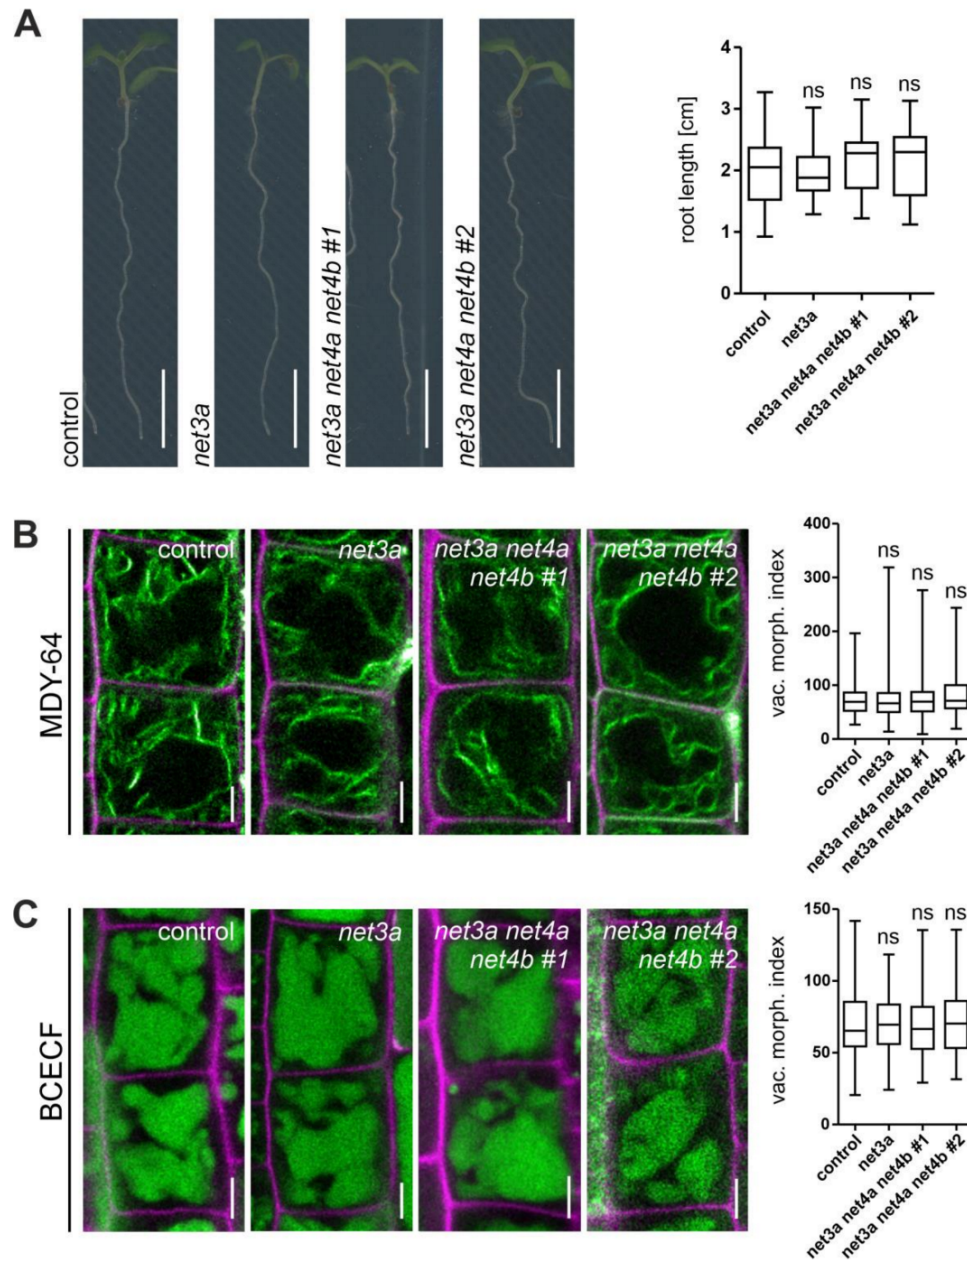 A
control
net3a
net3a net4a net4b #1
net3a net4a net4b #2
root length [cm]
4
3
2
1
0
ns
ns
ns
control
net3a
net3a net4a net4b #1
net3a net4a net4b #2
B
MDY-64
control
net3a
net3a net4a
net4b #1
net3a net4a
net4b #2
vac. morph. index
400
300
200
100
0
ns
ns
ns
control
net3a
net3a net4a net4b #1
net3a net4a net4b #2
C
BCECF
control
net3a
net3a net4a
net4b #1
net3a net4a
net4b #2
vac. morph. index
150
100
50
0
ns
ns
ns
control
net3a
net3a net4a net4b #1
net3a net4a net4b #2